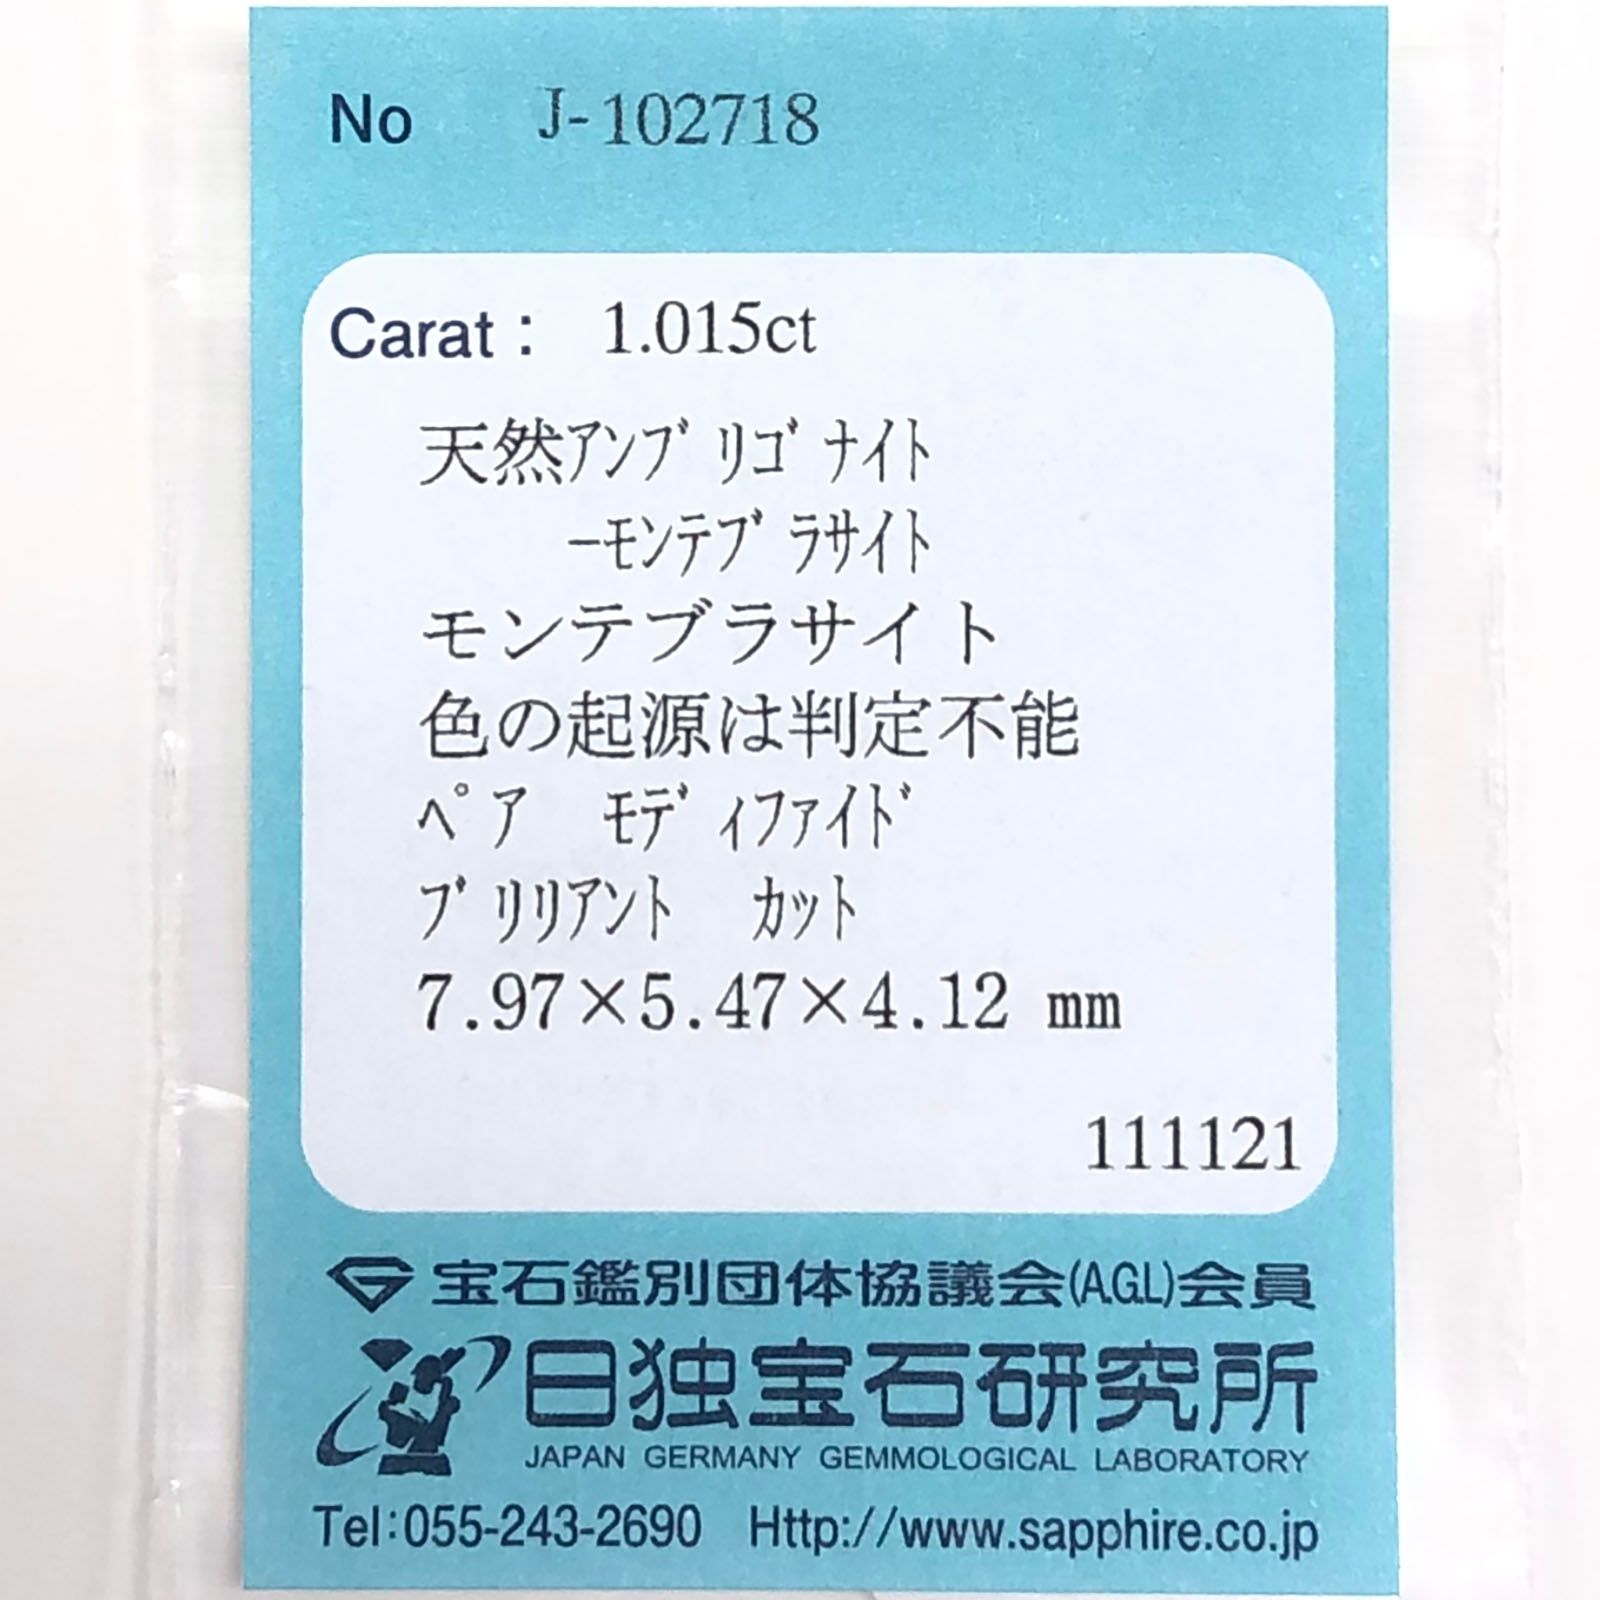 No J-102718
Carat : 1.015ct
天然ｱﾝﾌﾞﾘｺﾞﾅｲﾄ
－ﾓﾝﾃﾌﾞﾗｻｲﾄ
モンテブラサイト
色の起源は判定不能
ﾍﾟｱ ﾓﾃﾞｨﾌｧｲﾄﾞ
ﾌﾞﾘﾘｱﾝﾄ ｶｯﾄ
7.97×5.47×4.12 mm
111121
宝石鑑別団体協議会(A.G.L)会員
日独宝石研究所
JAPAN GERMANY GEMMOLOGICAL LABORATORY
Tel:055-243-2690 Http://www.sapphire.co.jp